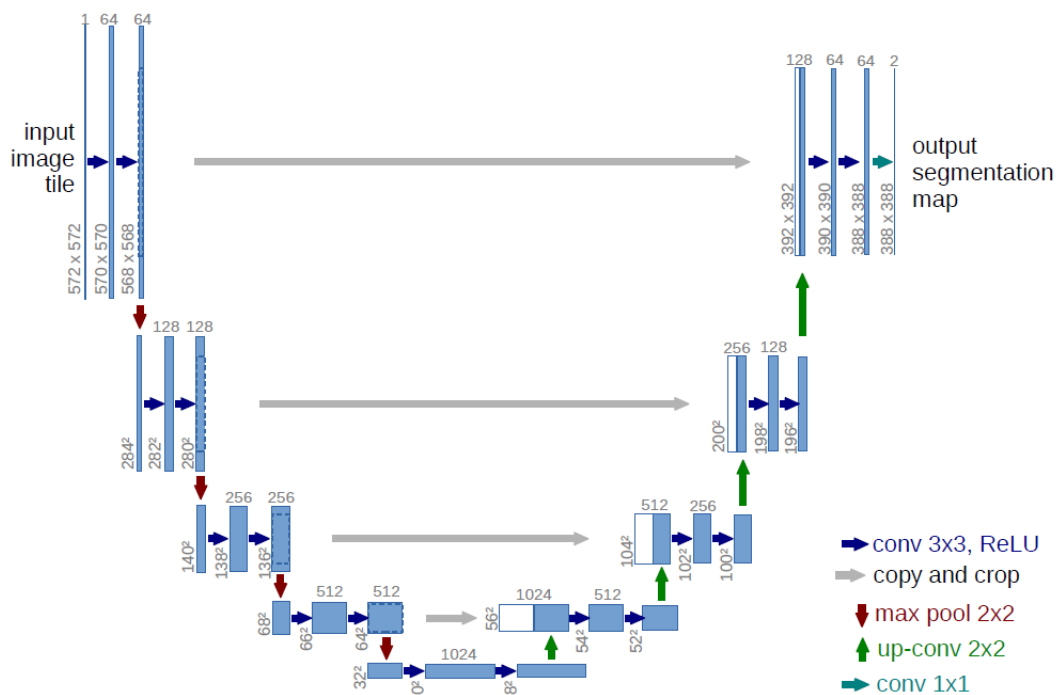 1
64
64
input
image
tile
572 x 572
570 x 570
568 x 568
128
64
64
2
output
segmentation
map
392 x 392
390 x 390
388 x 388
388 x 388
128
128
284²
282²
280²
256
128
200²
198²
196²
256
256
140²
138²
136²
512
256
104²
102²
100²
512
512
68²
66²
64²
1024
512
56²
54²
52²
1024
32²
0²
8²
conv 3x3, ReLU
copy and crop
max pool 2x2
up-conv 2x2
conv 1x1